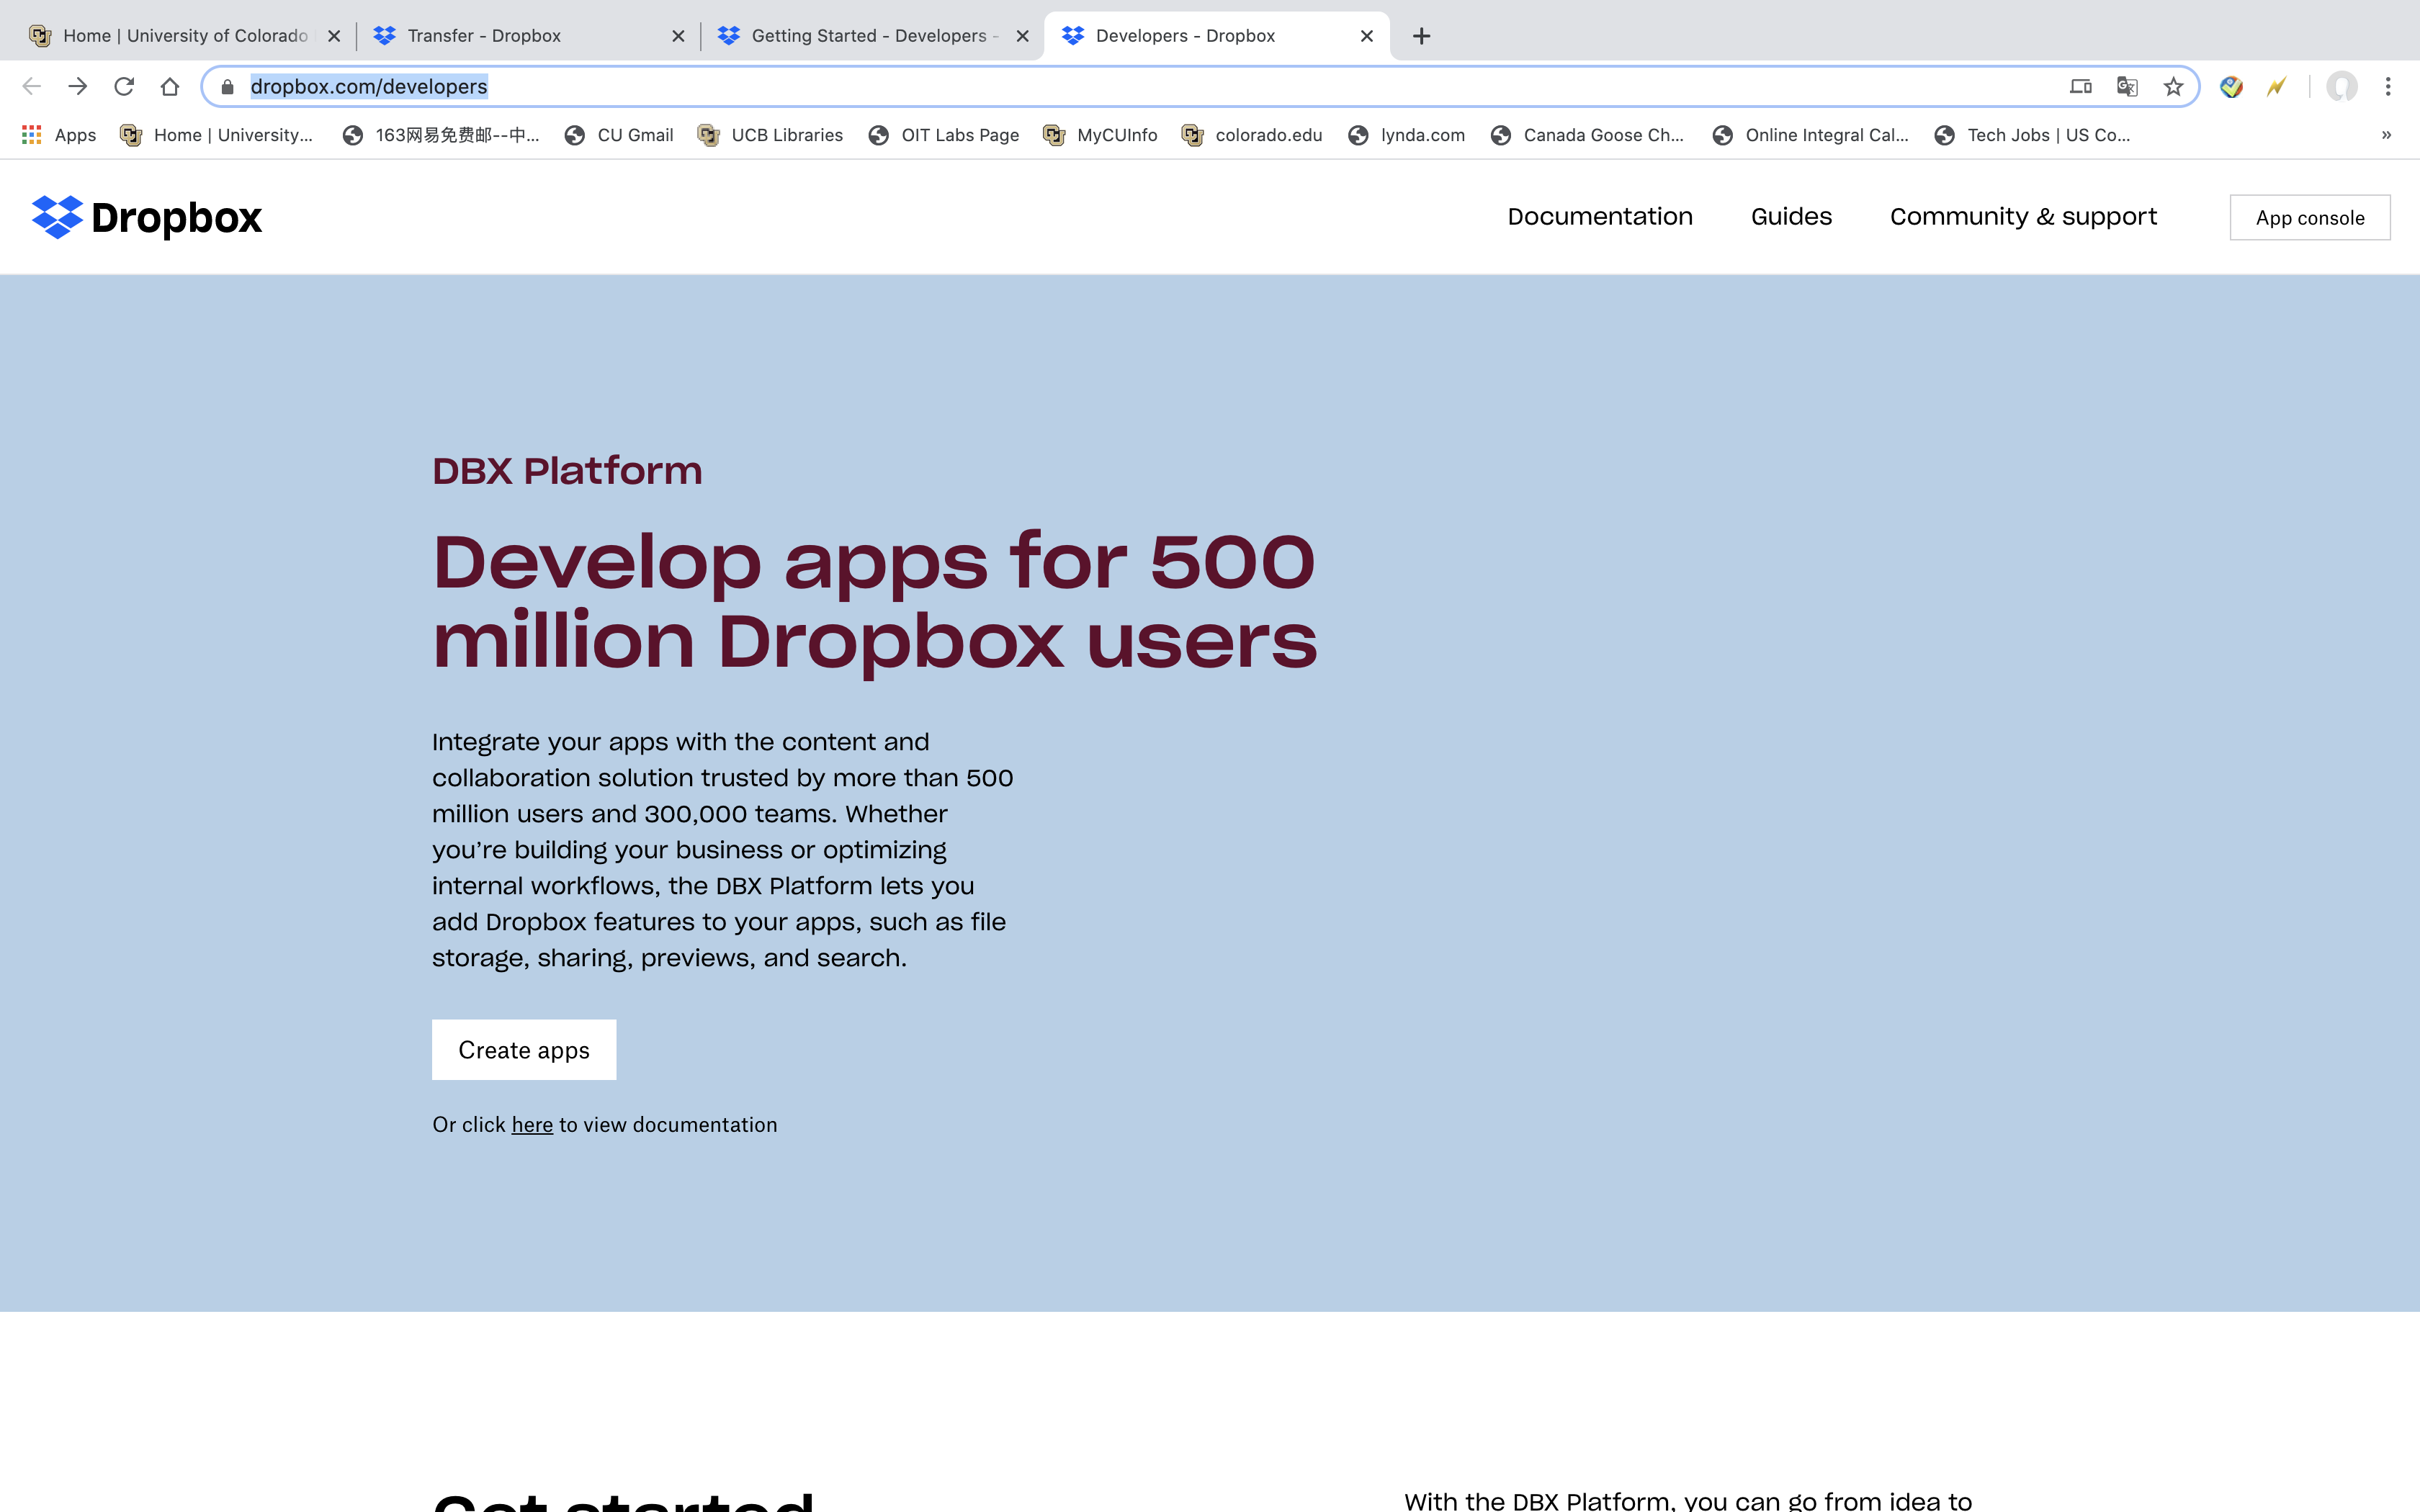 Home | University of Colorado
Transfer - Dropbox
Getting Started - Developers -
Developers - Dropbox
dropbox.com/developers
Apps
Home | University...
163网易免费邮--中...
CU Gmail
UCB Libraries
OIT Labs Page
MyCUInfo
colorado.edu
lynda.com
Canada Goose Ch...
Online Integral Cal...
Tech Jobs | US Co...
»
Dropbox
Documentation
Guides
Community & support
App console
DBX Platform
Develop apps for 500
million Dropbox users
Integrate your apps with the content and
collaboration solution trusted by more than 500
million users and 300,000 teams. Whether
you’re building your business or optimizing
internal workflows, the DBX Platform lets you
add Dropbox features to your apps, such as file
storage, sharing, previews, and search.
Create apps
Or click here to view documentation
Get started
With the DBX Platform, you can go from idea to